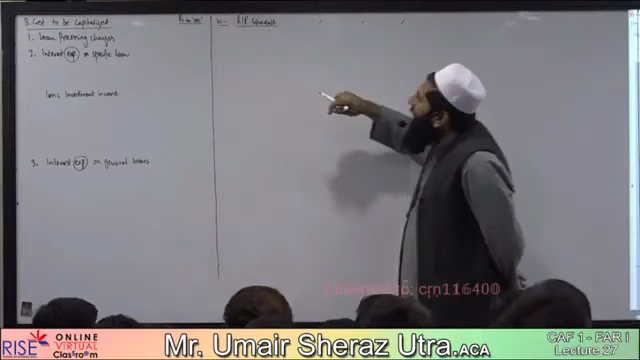 3. Cost to be capitalized
Rs in '000'
W- R/P Schedule
1. Loan processing charges
2. Interest exp on specific loan
Less: Investment income
3. Interest exp on general loans
cm116400
RISE
ONLINE
VIRTUAL
Classroom
Mr. Umair Sheraz Utra.ACA
CAF 1 - FAR I
Lecture 27